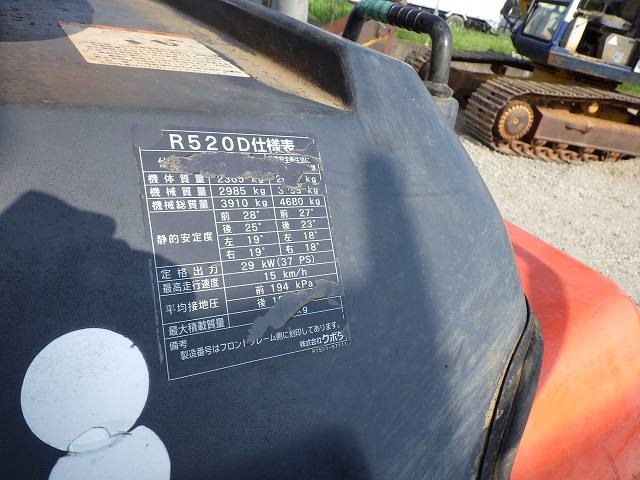 R520D仕様表
機体質量 2365 kg
機械質量 2985 kg kg
機械総質量 3910 kg 4680 kg
静的安定度
前 28° 前 27°
後 25° 後 23°
左 19° 左 18°
右 19° 右 18°
定格出力 29 kW(37 PS)
最高走行速度 15 km/h
平均接地圧 前 194 kPa
後
最大積載質量 kg
備考
製造番号はフロントフレーム側に刻印してあります。
株式会社クボタ